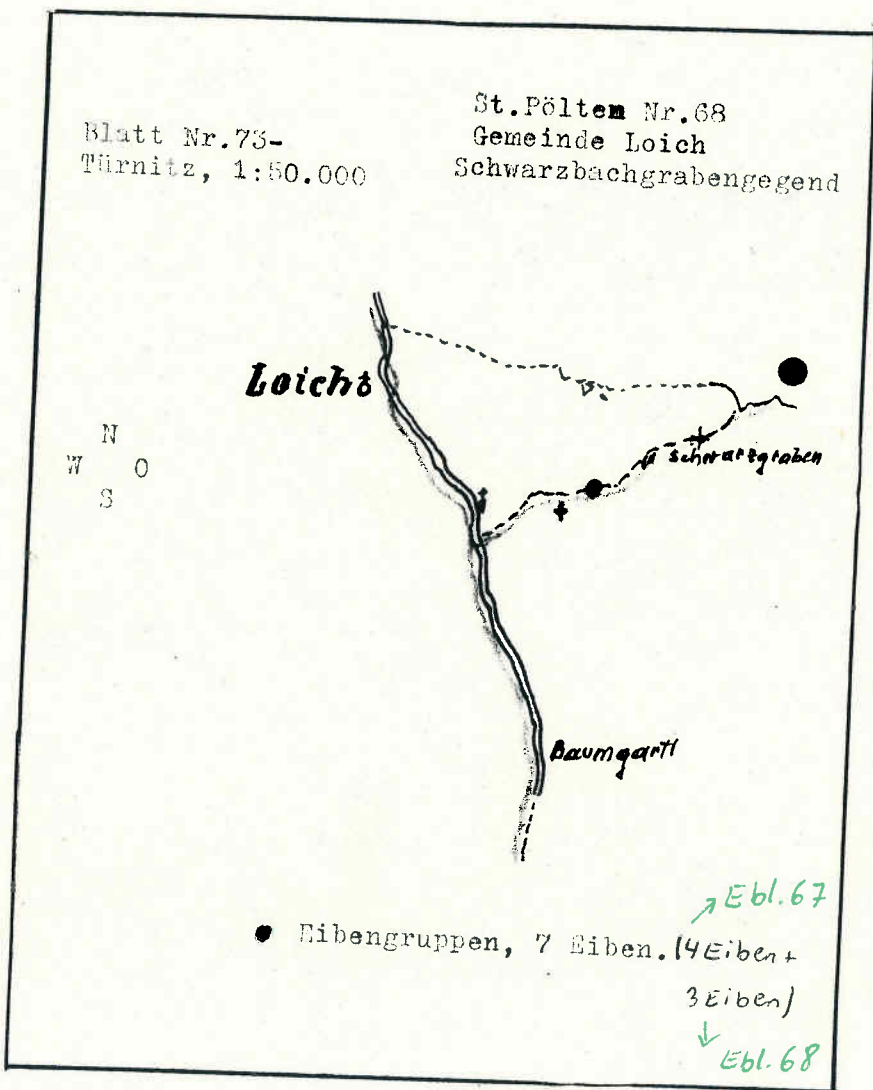 Blatt Nr.73-
Türnitz, 1:50.000
St.Pöltem Nr.68
Gemeinde Loich
Schwarzbachgrabengegend
Loich
N
W O
S
Schwarzgraben
Baumgartl
Ebl.67
Eibengruppen, 7 Eiben. (4 Eiben +
3 Eiben)
Ebl.68